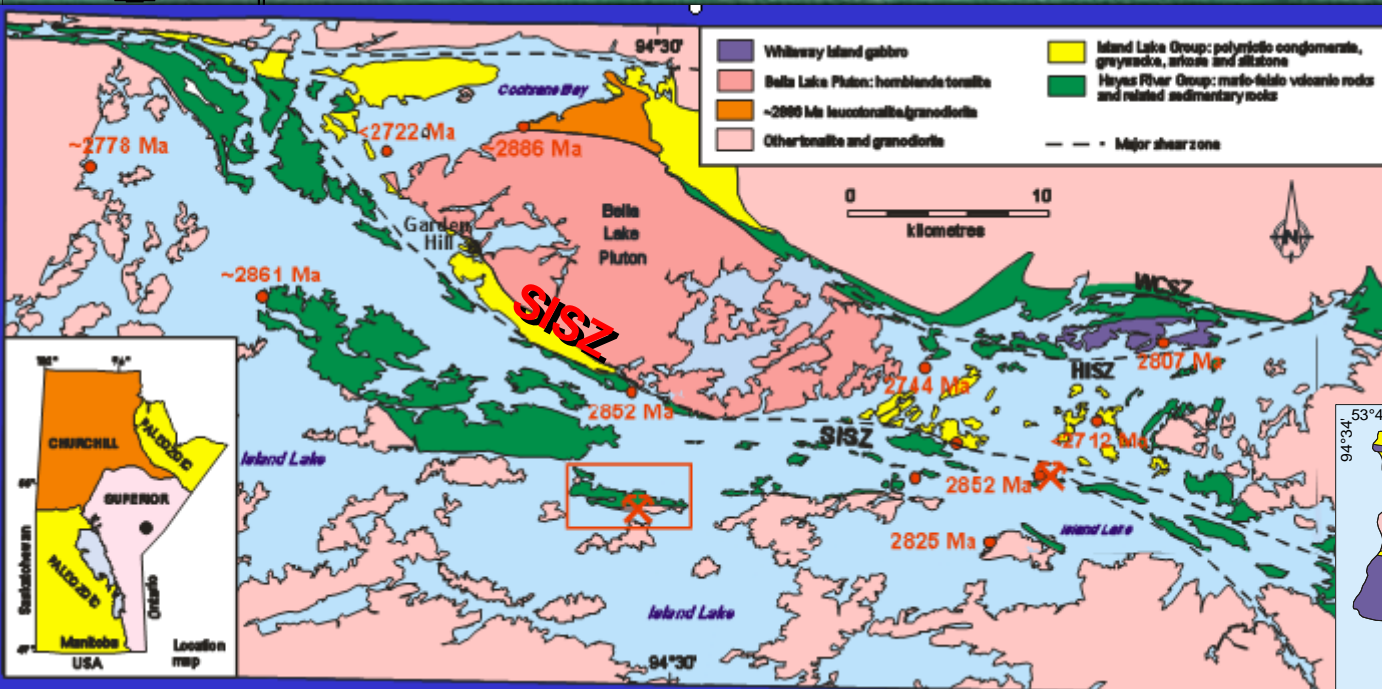 94°30'
Whiteway Island gabbro
Bella Lake Pluton: hornblende tonalite
~2886 Ma leucotonalite/granodiorite
Other tonalite and granodiorite
Island Lake Group: polymictic conglomerate,
greywacke, arkose and siltstone
Hayes River Group: mafic-felsic volcanic rocks
and related sedimentary rocks
Major shear zone
Cochrane Bay
<2722 Ma
~2778 Ma
~2886 Ma
0
10
kilometres
N
Bella
Lake
Pluton
Garden
Hill
~2861 Ma
SISZ
WCSZ
2807 Ma
HISZ
2744 Ma
2852 Ma
SISZ
<2712 Ma
Island Lake
2852 Ma
Island Lake
2825 Ma
Island Lake
94°30'
CHURCHILL
PALEOZOIC
SUPERIOR
PALEOZOIC
Saskatchewan
Ontario
Manitoba
USA
Location
map
53°4
94°34'